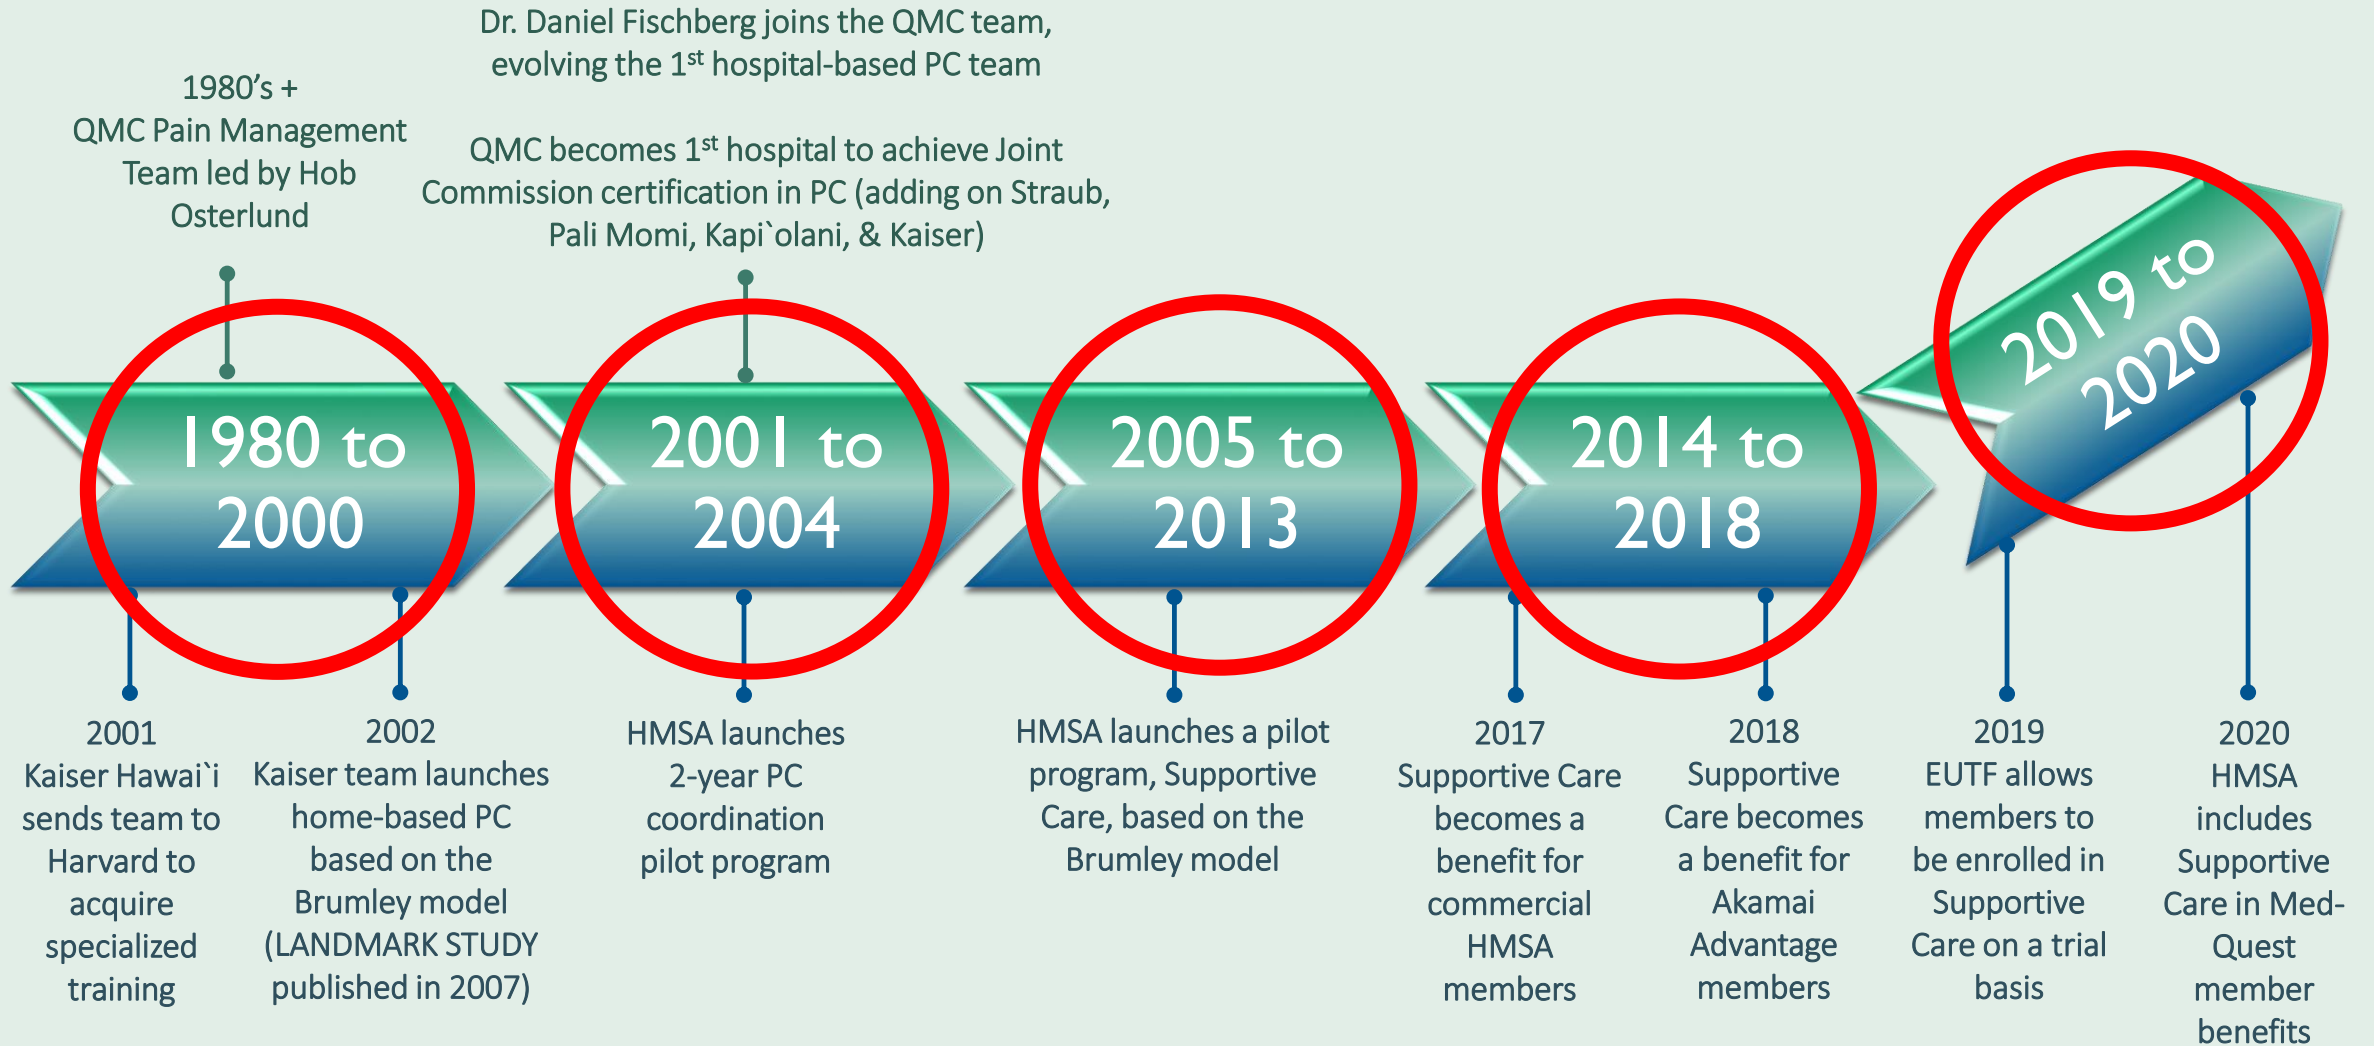 1980's +
QMC Pain Management
Team led by Hob
Osterlund
Dr. Daniel Fischberg joins the QMC team,
evolving the 1st hospital-based PC team
QMC becomes 1st hospital to achieve Joint
Commission certification in PC (adding on Straub,
Pali Momi, Kapi`olani, & Kaiser)
1980 to
2000
2001 to
2004
2005 to
2013
2014 to
2018
2019 to
2020
2001
Kaiser Hawai`i
sends team to
Harvard to
acquire
specialized
training
2002
Kaiser team launches
home-based PC
based on the
Brumley model
(LANDMARK STUDY
published in 2007)
HMSA launches
2-year PC
coordination
pilot program
HMSA launches a pilot
program, Supportive
Care, based on the
Brumley model
2017
Supportive Care
becomes a
benefit for
commercial
HMSA
members
2018
Supportive
Care becomes
a benefit for
Akamai
Advantage
members
2019
EUTF allows
members to
be enrolled in
Supportive
Care on a trial
basis
2020
HMSA
includes
Supportive
Care in Med-
Quest
member
benefits